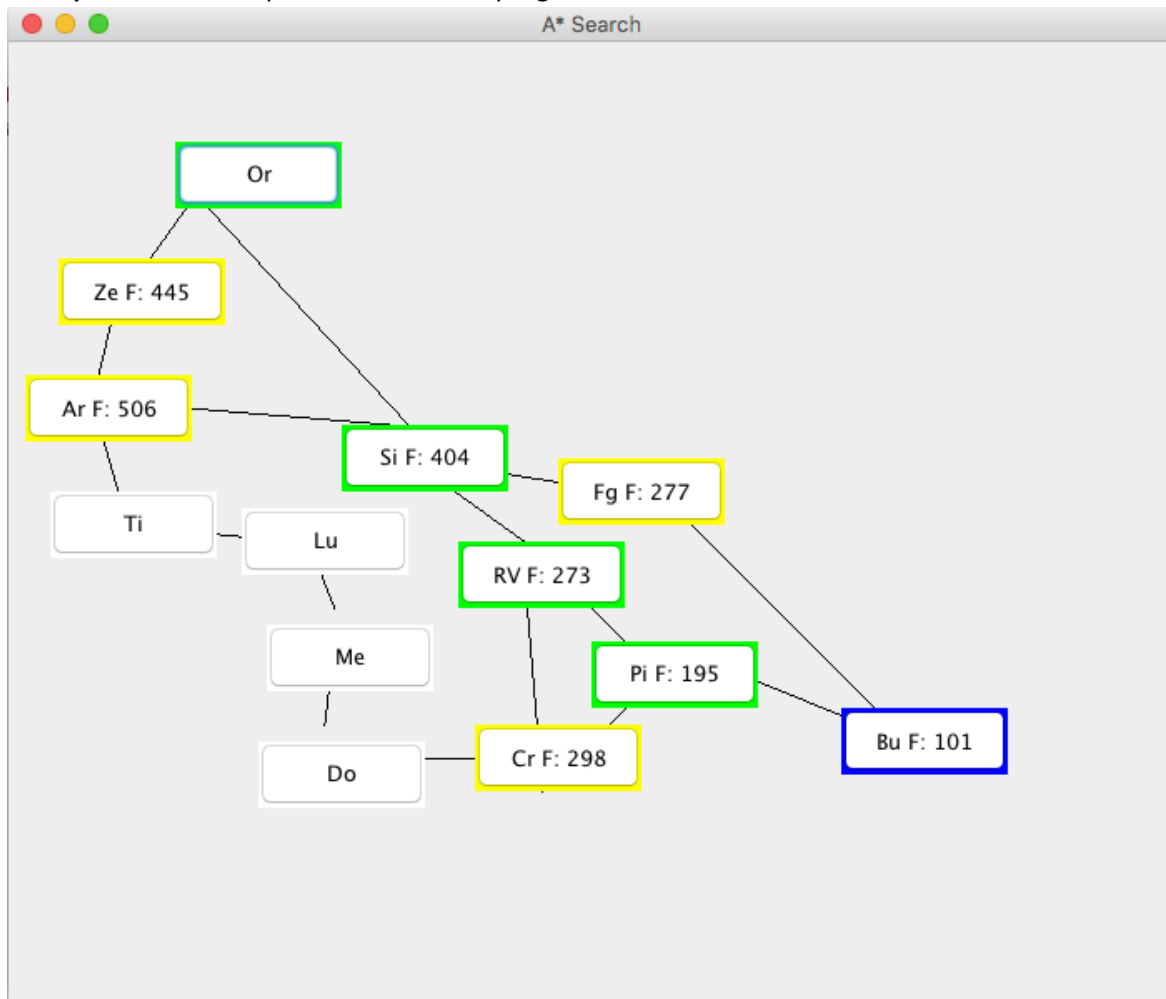 A* Search
Or
Ze F: 445
Ar F: 506
Si F: 404
Fg F: 277
Ti
Lu
RV F: 273
Me
Pi F: 195
Bu F: 101
Cr F: 298
Do